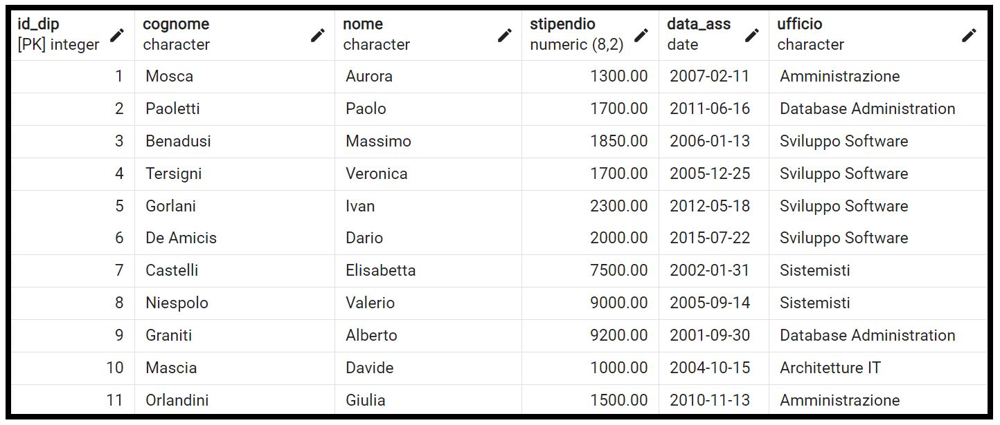 id_dip cognome nome stipendio data_ass ufficio
[PK] integer character character numeric (8,2) date character
1 Mosca Aurora 1300.00 2007-02-11 Amministrazione
2 Paoletti Paolo 1700.00 2011-06-16 Database Administration
3 Benadusi Massimo 1850.00 2006-01-13 Sviluppo Software
4 Tersigni Veronica 1700.00 2005-12-25 Sviluppo Software
5 Gorlani Ivan 2300.00 2012-05-18 Sviluppo Software
6 De Amicis Dario 2000.00 2015-07-22 Sviluppo Software
7 Castelli Elisabetta 7500.00 2002-01-31 Sistemisti
8 Niespolo Valerio 9000.00 2005-09-14 Sistemisti
9 Graniti Alberto 9200.00 2001-09-30 Database Administration
10 Mascia Davide 1000.00 2004-10-15 Architetture IT
11 Orlandini Giulia 1500.00 2010-11-13 Amministrazione